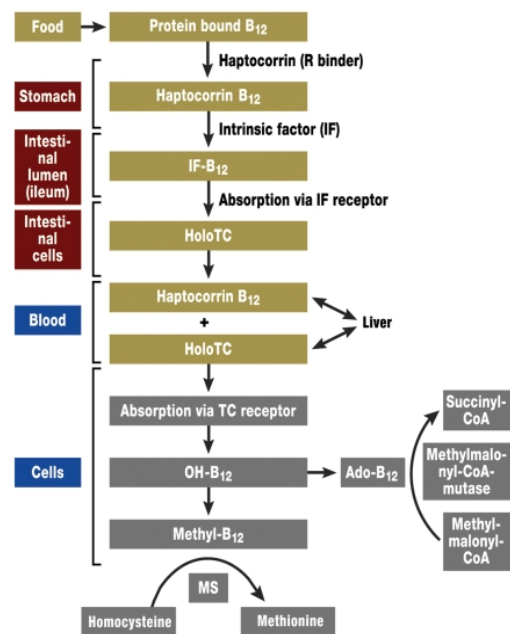 Food
Protein bound B12
Haptocorrin (R binder)
Stomach
Haptocorrin B12
Intrinsic factor (IF)
Intesti-
nal
lumen
(ileum)
IF-B12
Absorption via IF receptor
Intesti-
nal
cells
HoloTC
Haptocorrin B12
Blood
+
Liver
HoloTC
Absorption via TC receptor
Succinyl-
CoA
Cells
OH-B12
Ado-B12
Methylmalo-
nyl-CoA-
mutase
Methyl-B12
Methyl-
malonyl-
CoA
MS
Homocysteine
Methionine